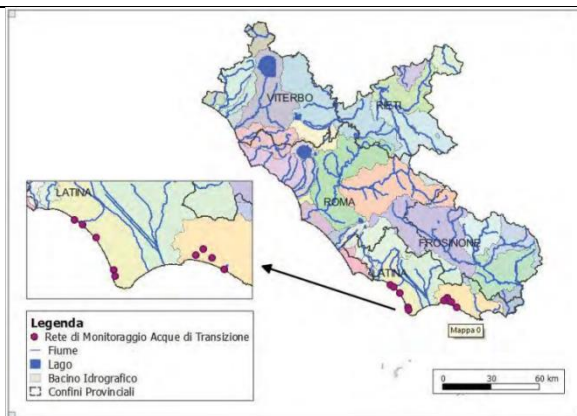 VITERBO
RIETI
ROMA
FROSINONE
LATINA
LATINA
Mappa 0
Legenda
Rete di Monitoraggio Acque di Transizione
Fiume
Lago
Bacino Idrografico
Confini Provinciali
0 30 60 km